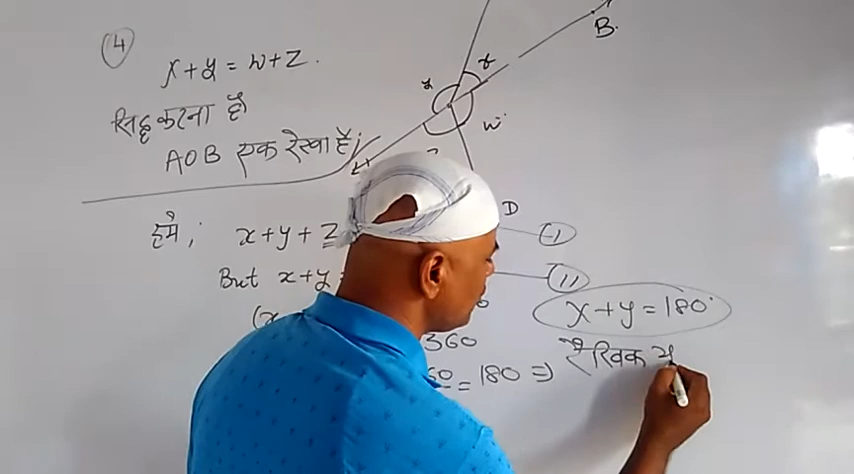 4
x+y = w+z.
सिद्ध करना है
AOB एक रेखा है;
B.
x
w
D
हमें, x+y+z
I
But x+y
II
x+y=180°
(x
360
= 180 ⇒
रैखिक यु